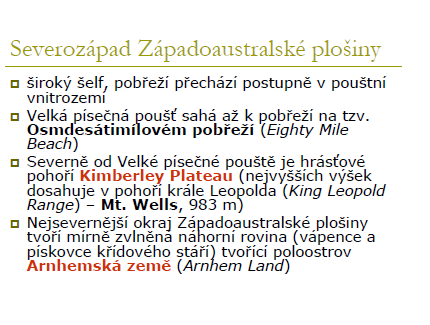 Severozápad Západoaustralské plošiny
široký šelf, pobřeží přechází postupně v pouštní
vnitrozemí
Velká písečná poušť sahá až k pobřeží na tzv.
Osmdesátimílovém pobřeží (Eighty Mile
Beach)
Severně od Velké písečné pouště je hrásťové
pohoří Kimberley Plateau (nejvyšších výšek
dosahuje v pohoří krále Leopolda (King Leopold
Range) – Mt. Wells, 983 m)
Nejsevernější okraj Západoaustralské plošiny
tvoří mírně zvlněná náhorní rovina (vápence a
pískovce křídového stáří) tvořící poloostrov
Arnhemská země (Arnhem Land)